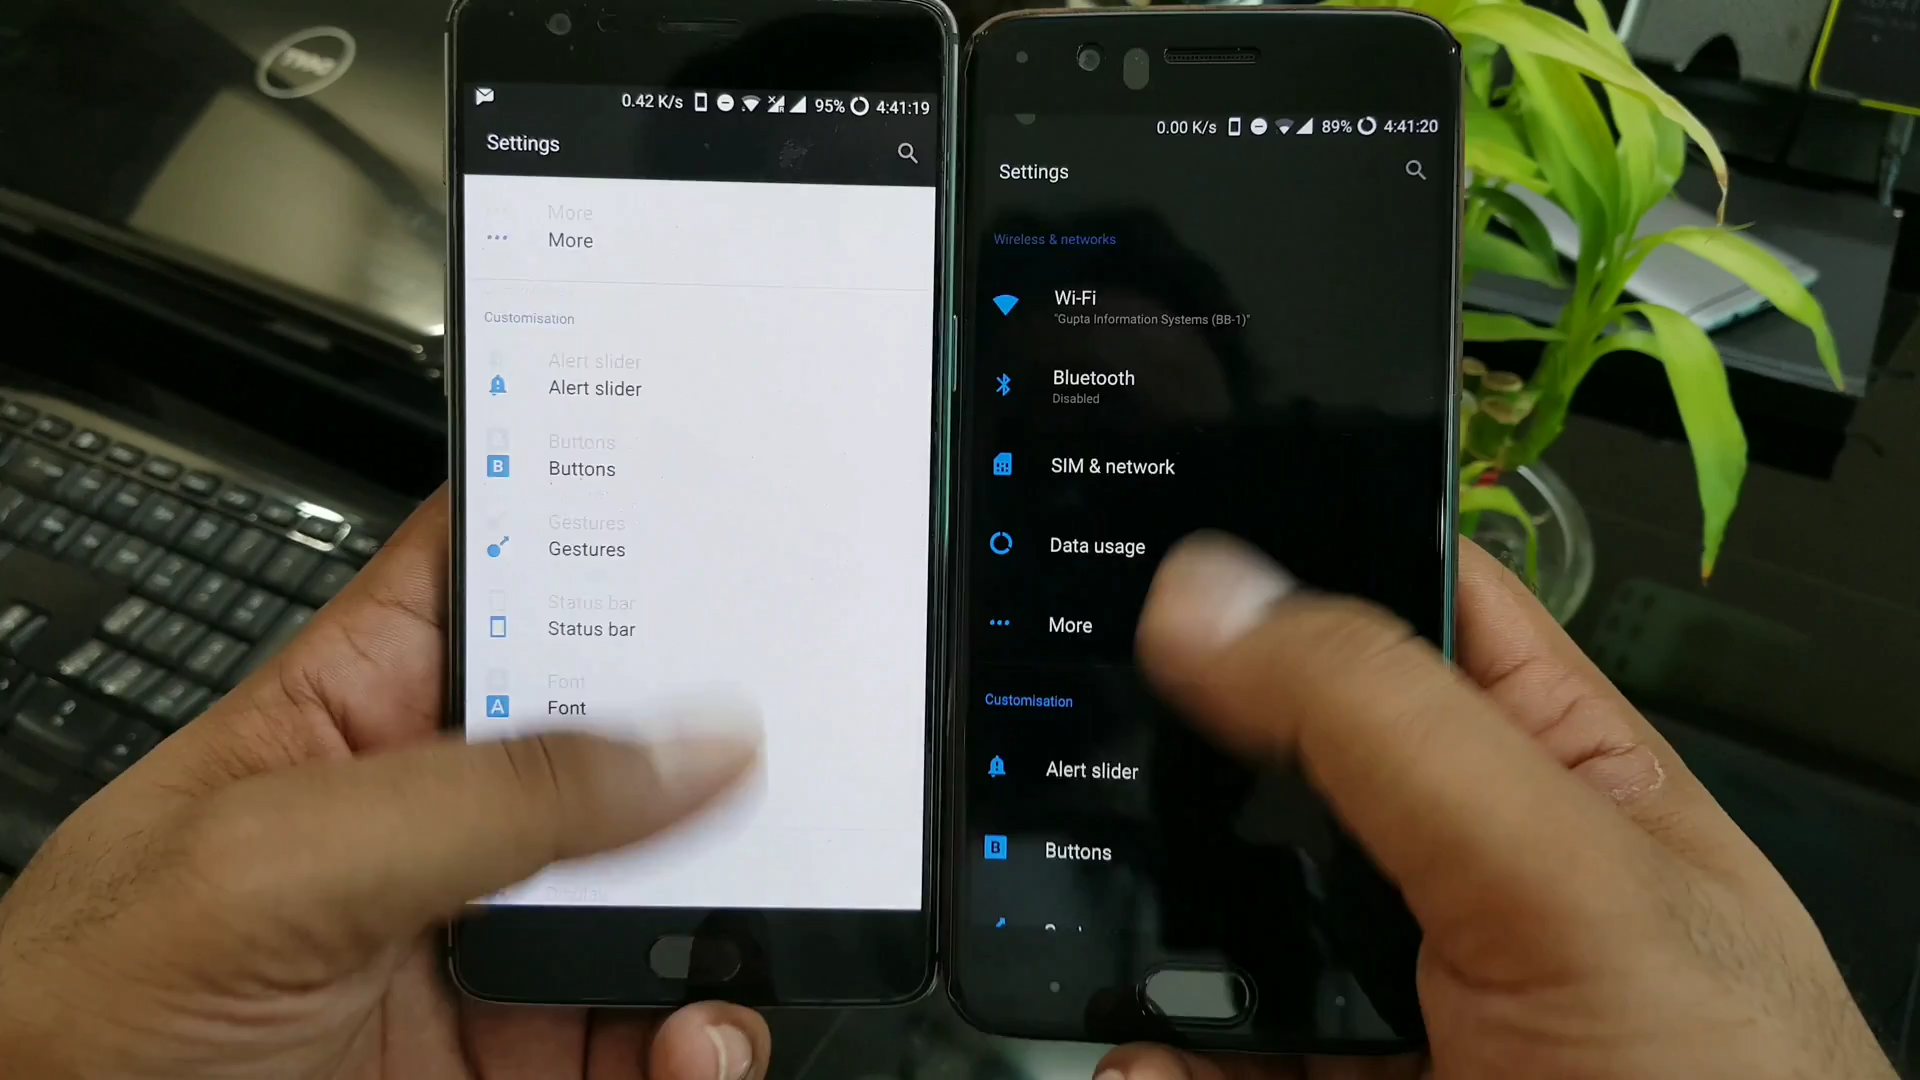 0.42 K/s 95% 4:41:19
Settings
More
More
Customisation
Alert slider
Alert slider
Buttons
B Buttons
Gestures
Gestures
Status bar
Status bar
Font
A Font
Display
0.00 K/s 89% 4:41:20
Settings
Wireless & networks
Wi-Fi
"Gupta Information Systems (BB-1)"
Bluetooth
Disabled
SIM & network
Data usage
More
Customisation
Alert slider
B Buttons